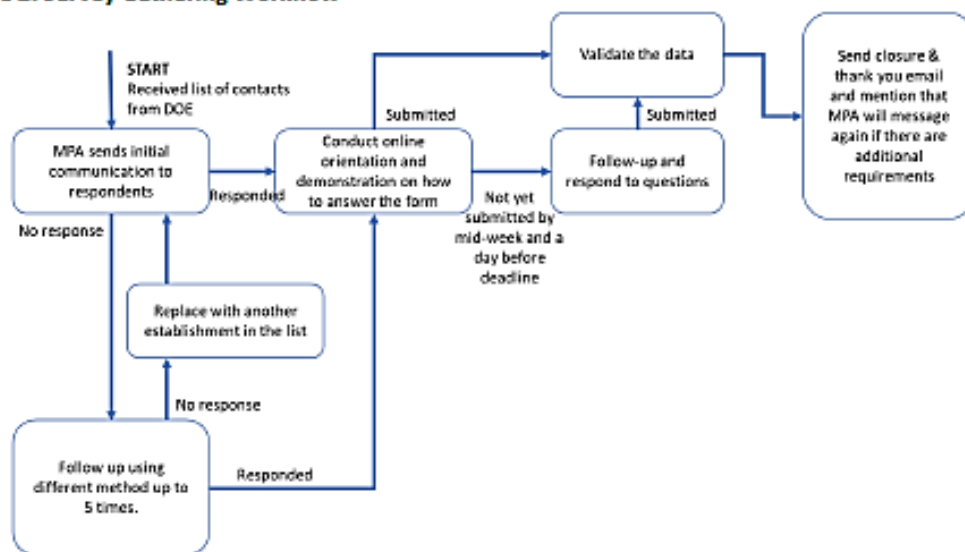 Gathering Workflow
START
Received list of contacts
from DOE
MPA sends initial
communication to
respondents
Responded
No response
Conduct online
orientation and
demonstration on how
to answer the form
Submitted
Validate the data
Submitted
Follow-up and
respond to questions
Not yet
submitted by
mid-week and a
day before
deadline
Send closure &
thank you email
and mention that
MPA will message
again if there are
additional
requirements
Replace with another
establishment in the list
No response
Follow up using
different method up to
5 times.
Responded